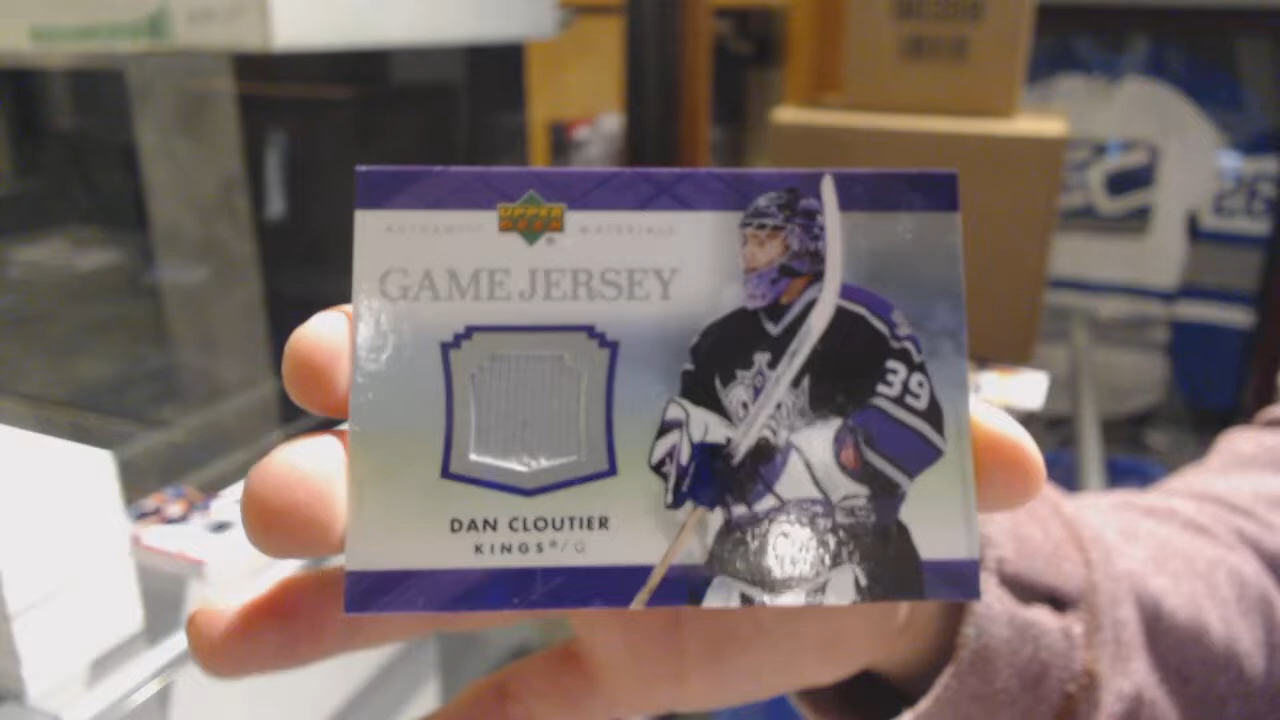 UPPER
DECK
AUTHENTIC MATERIALS
GAME JERSEY
39
DAN CLOUTIER
KINGS®/G